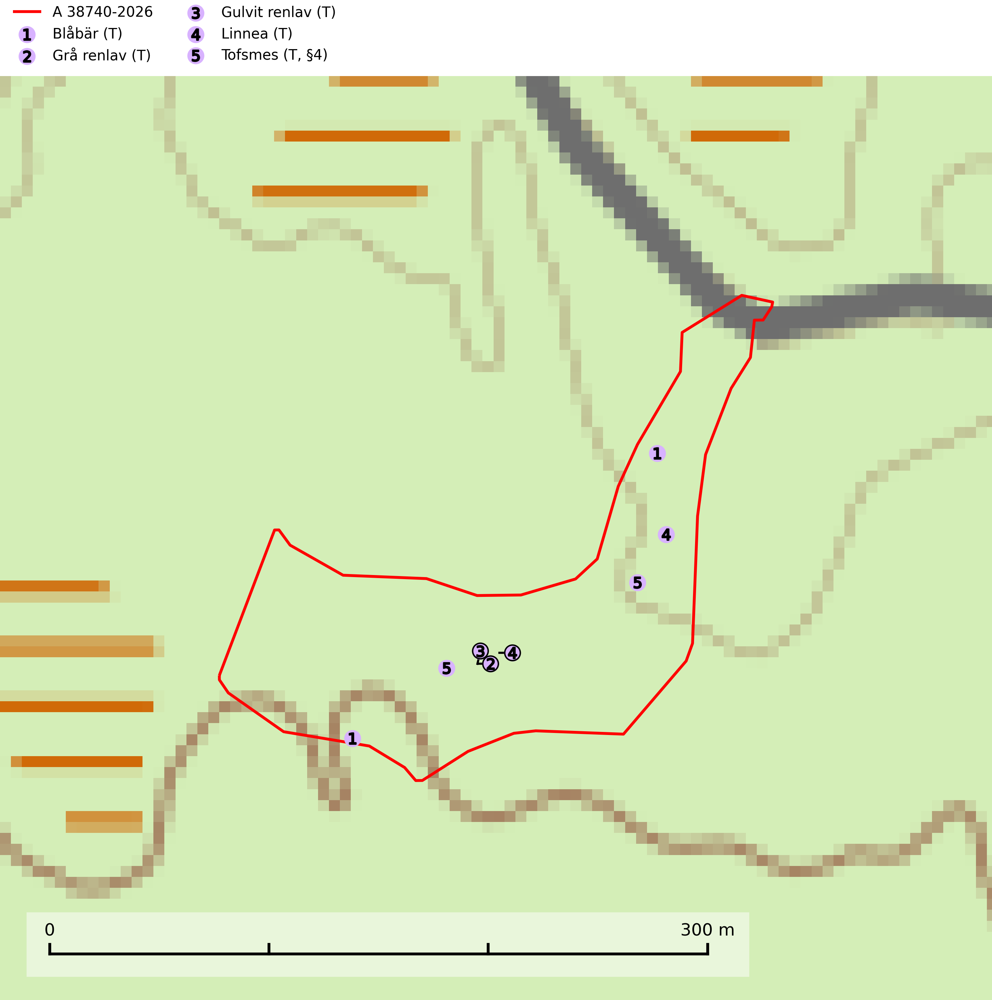 A 38740-2026
1 Blåbär (T)
2 Grå renlav (T)
3 Gulvit renlav (T)
4 Linnea (T)
5 Tofsmes (T, §4)
1
4
5
3
4
2
5
1
0
300 m